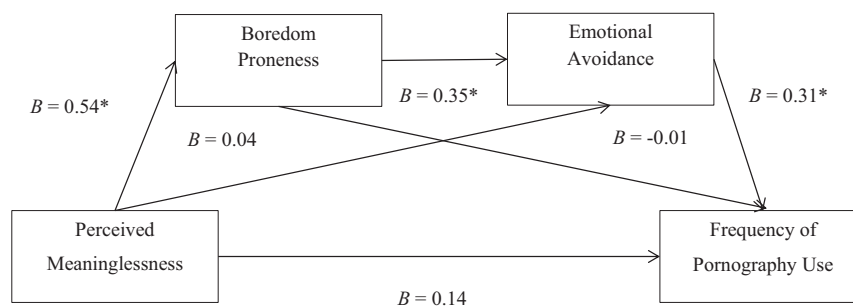 Boredom
Proneness
Emotional
Avoidance
B = 0.54*
B = 0.35*
B = 0.31*
B = 0.04
B = -0.01
Perceived
Meaninglessness
Frequency of
Pornography Use
B = 0.14